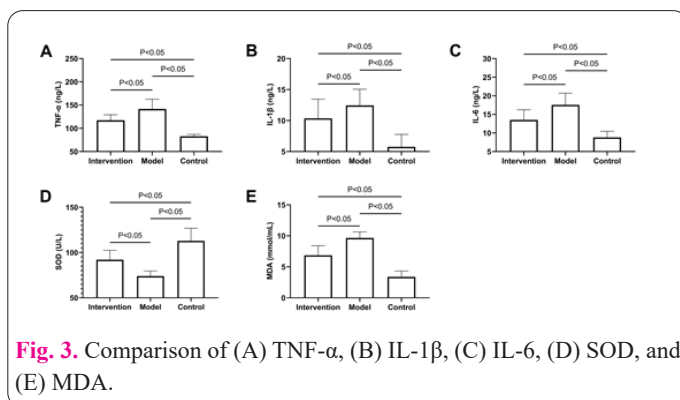 A
P<0.05
P<0.05
P<0.05
TNF-α (ng/L)
250
200
150
100
50
Intervention Model Control
B
P<0.05
P<0.05
P<0.05
IL-1β (ng/L)
20
15
10
5
Intervention Model Control
C
P<0.05
P<0.05
P<0.05
IL-6 (ng/L)
30
25
20
15
10
5
Intervention Model Control
D
P<0.05
P<0.05
P<0.05
SOD (U/L)
150
100
50
Intervention Model Control
E
P<0.05
P<0.05
P<0.05
MDA (mmol/mL)
15
10
5
0
Intervention Model Control
Fig. 3. Comparison of (A) TNF-α, (B) IL-1β, (C) IL-6, (D) SOD, and
(E) MDA.